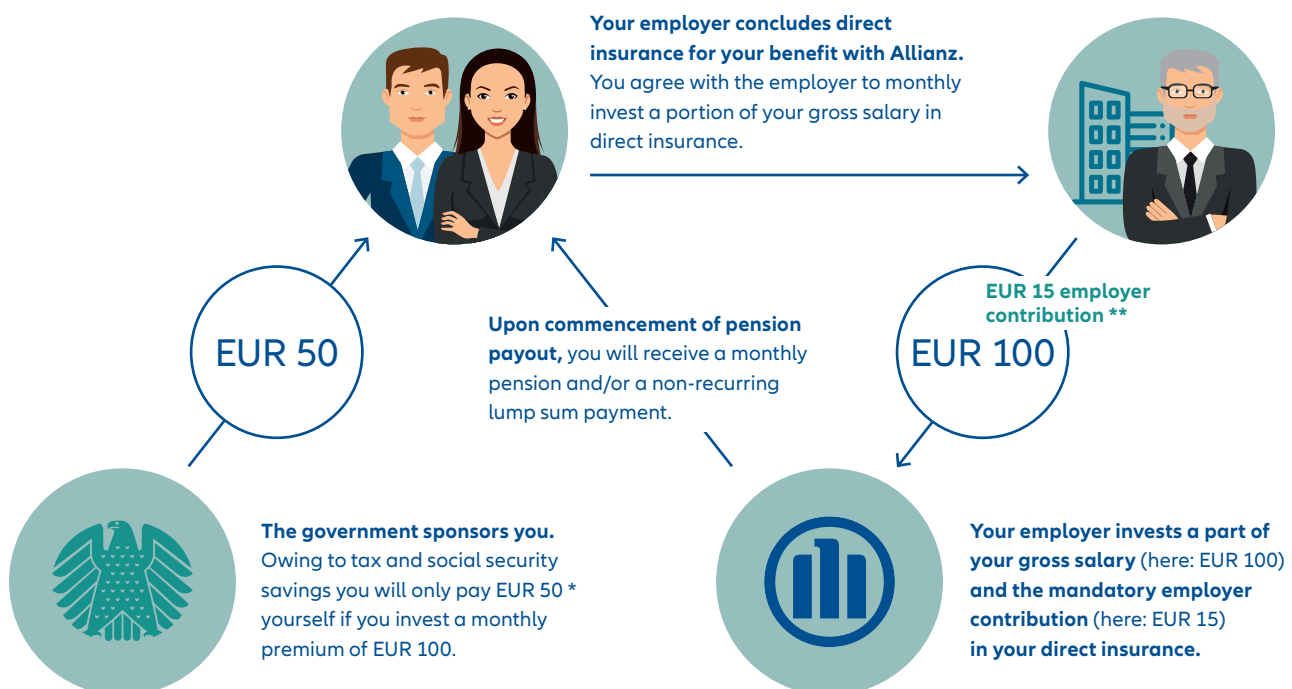 Your employer concludes direct
insurance for your benefit with Allianz.
You agree with the employer to monthly
invest a portion of your gross salary in
direct insurance.
EUR 50
Upon commencement of pension
payout, you will receive a monthly
pension and/or a non-recurring
lump sum payment.
EUR 15 employer
contribution **
EUR 100
The government sponsors you.
Owing to tax and social security
savings you will only pay EUR 50 *
yourself if you invest a monthly
premium of EUR 100.
Your employer invests a part of
your gross salary (here: EUR 100)
and the mandatory employer
contribution (here: EUR 15)
in your direct insurance.